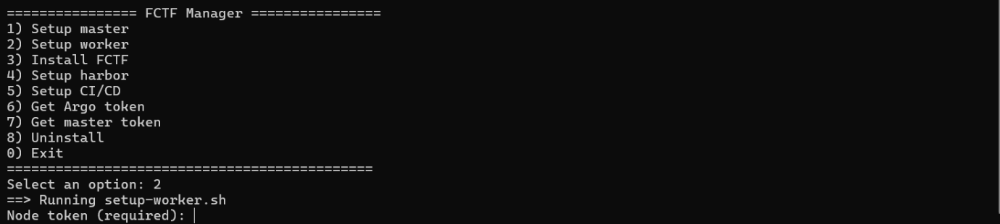 ================ FCTF Manager ================
1) Setup master
2) Setup worker
3) Install FCTF
4) Setup harbor
5) Setup CI/CD
6) Get Argo token
7) Get master token
8) Uninstall
0) Exit
=============================================
Select an option: 2
==> Running setup-worker.sh
Node token (required):